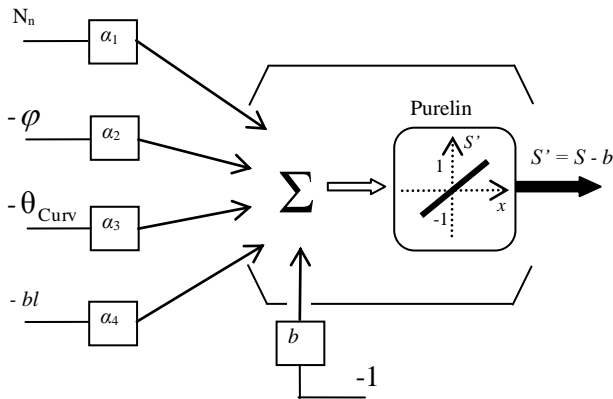 Nₙ
α₁
- φ
α₂
- θCurv
α₃
- bl
α₄
Σ
b
-1
Purelin
S’
1
-1
x
S’ = S - b